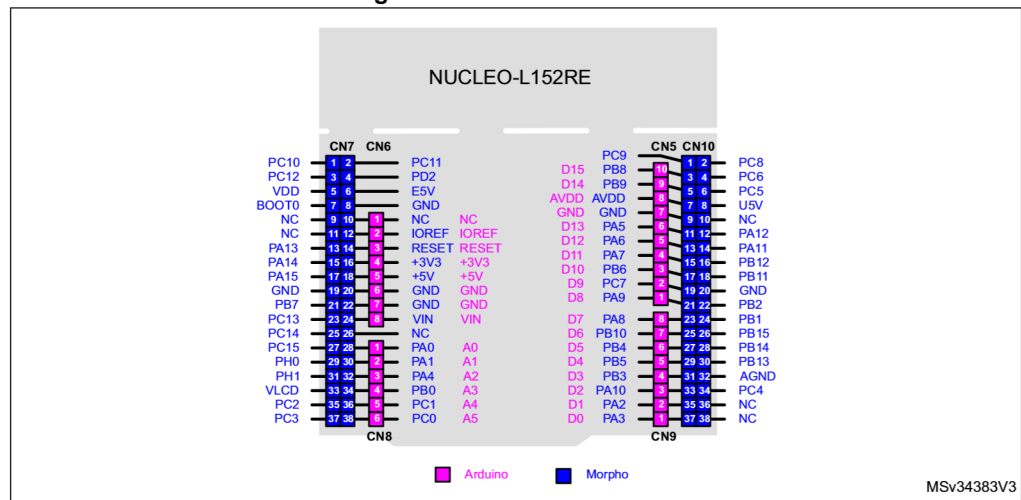 NUCLEO-L152RE
CN7 CN6 CN5 CN10
PC9
PC10 1 2 PC11 1 2 PC8
PC12 3 4 PD2 D15 PB8 10 3 4 PC6
VDD 5 6 E5V D14 PB9 9 5 6 PC5
BOOT0 7 8 GND AVDD AVDD 8 7 8 U5V
NC 9 10 1 NC NC GND GND 7 9 10 NC
NC 11 12 2 IOREF IOREF D13 PA5 6 11 12 PA12
PA13 13 14 3 RESET RESET D12 PA6 5 13 14 PA11
PA14 15 16 4 +3V3 +3V3 D11 PA7 4 15 16 PB12
PA15 17 18 5 +5V +5V D10 PB6 3 17 18 PB11
GND 19 20 6 GND GND D9 PC7 2 19 20 GND
PB7 21 22 7 GND GND D8 PA9 1 21 22 PB2
PC13 23 24 8 VIN VIN D7 PA8 8 23 24 PB1
PC14 25 26 NC D6 PB10 7 25 26 PB15
PC15 27 28 1 PA0 A0 D5 PB4 6 27 28 PB14
PH0 29 30 2 PA1 A1 D4 PB5 5 29 30 PB13
PH1 31 32 3 PA4 A2 D3 PB3 4 31 32 AGND
VLCD 33 34 4 PB0 A3 D2 PA10 3 33 34 PC4
PC2 35 36 5 PC1 A4 D1 PA2 2 35 36 NC
PC3 37 38 6 PC0 A5 D0 PA3 1 37 38 NC
CN8 CN9
Arduino Morpho
MSv34383V3